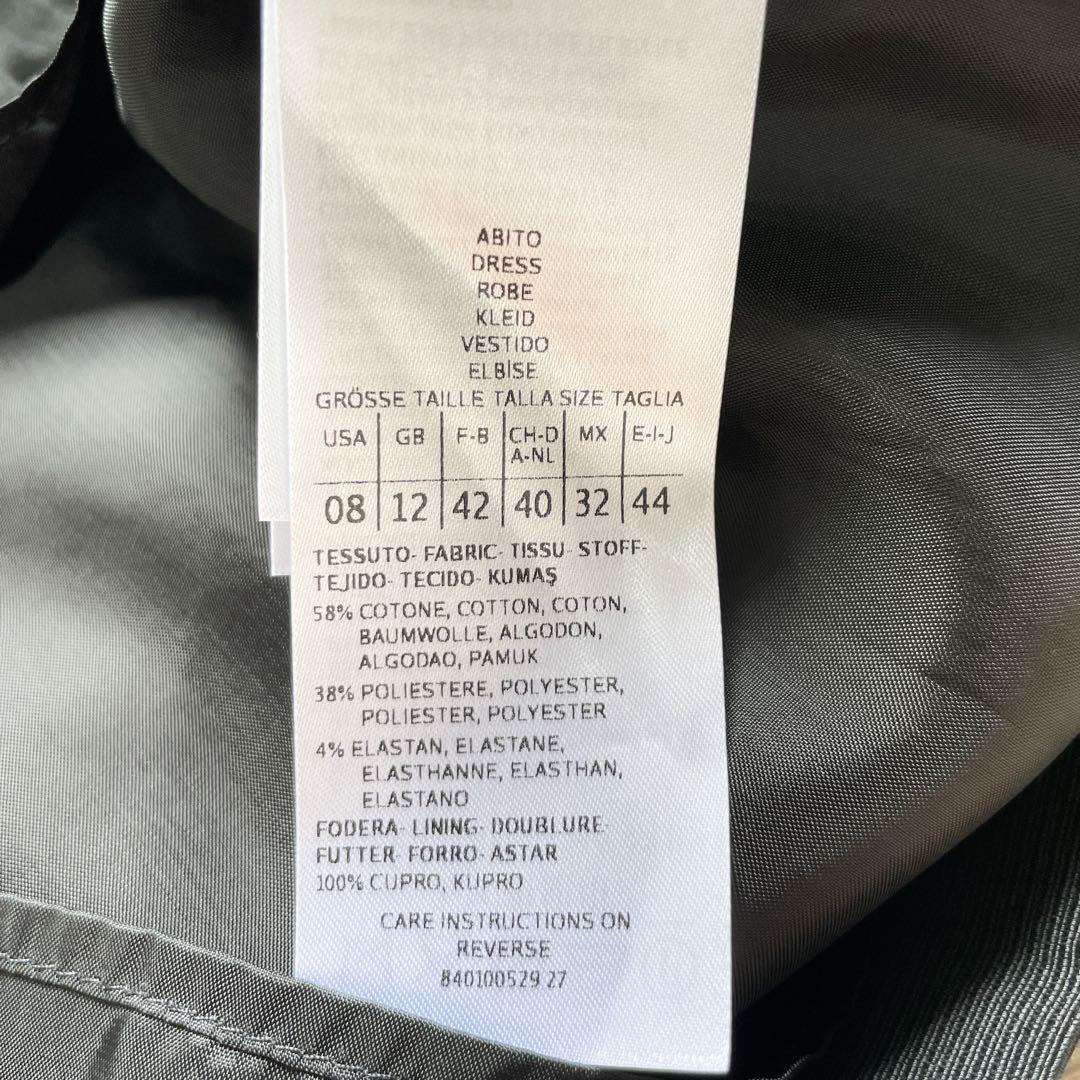 ABITO
DRESS
ROBE
KLEID
VESTIDO
ELBİSE
GRÖSSE TAILLE TALLA SIZE TAGLIA
USA GB F-B CH-D A-NL MX E-I-J
08 12 42 40 32 44
TESSUTO- FABRIC- TISSU- STOFF-
TEJIDO- TECIDO- KUMAŞ
58% COTONE, COTTON, COTON,
BAUMWOLLE, ALGODON,
ALGODAO, PAMUK
38% POLIESTERE, POLYESTER,
POLIESTER, POLYESTER
4% ELASTAN, ELASTANE,
ELASTHANNE, ELASTHAN,
ELASTANO
FODERA- LINING- DOUBLURE-
FUTTER- FORRO- ASTAR
100% CUPRO, KUPRO
CARE INSTRUCTIONS ON
REVERSE
840100529 27